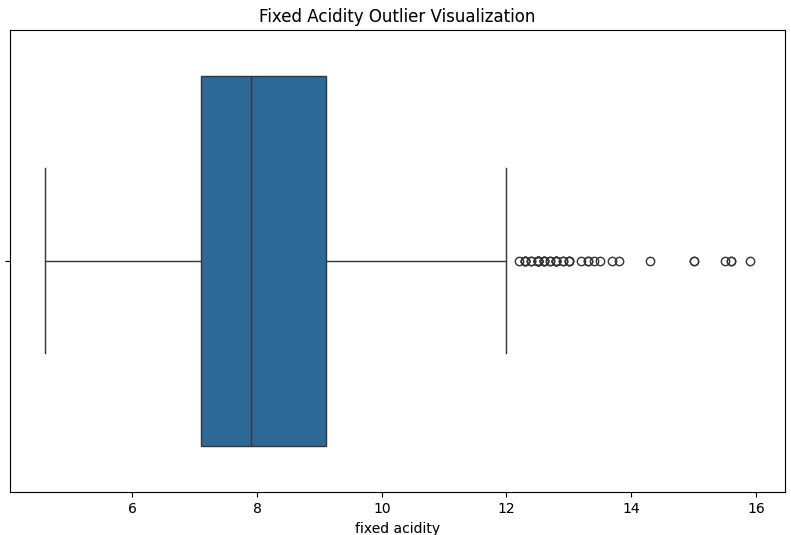 Fixed Acidity Outlier Visualization
6 8 10 12 14 16
fixed acidity